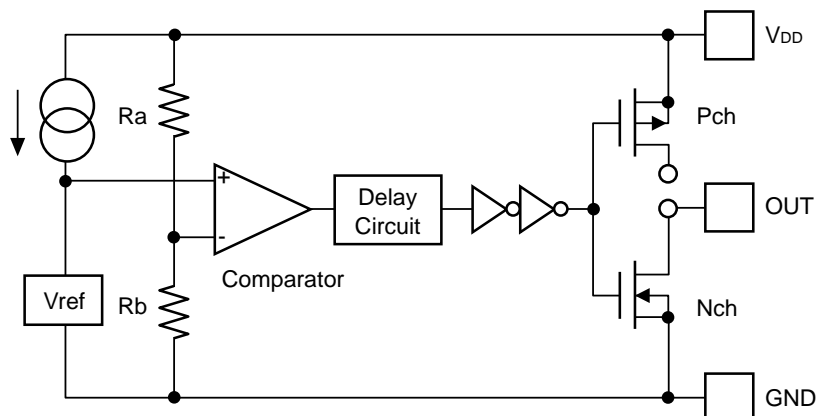 VDD
Ra
Pch
+
Delay
Circuit
OUT
-
Comparator
Vref
Rb
Nch
GND